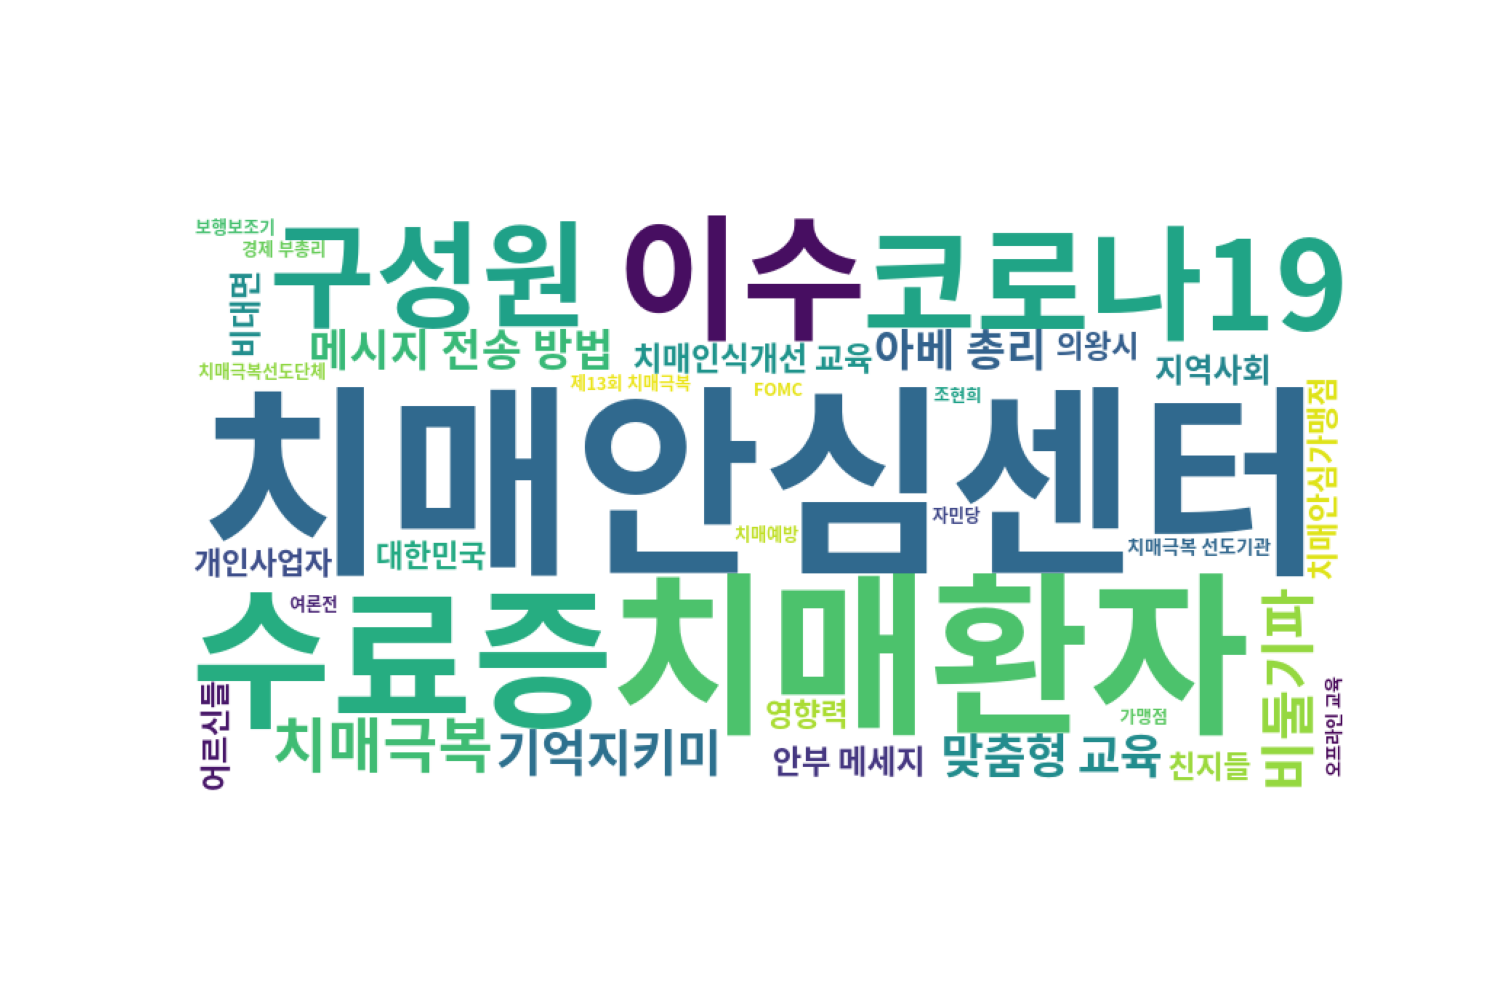 보행보조기
경제 부총리
구성원
이수
코로나19
비대면
메시지 전송 방법
치매인식개선 교육
아베 총리
의왕시
지역사회
치매극복선도단체
제13회 치매극복
FOMC
조현희
치매안심센터
치매안심가맹점
치매예방
자민당
치매극복 선도기관
개인사업자
대한민국
여론전
수료증
치매환자
비둘기파
어르신들
치매극복
기억지키미
영향력
안부 메세지
맞춤형 교육
가맹점
친지들
오프라인 교육